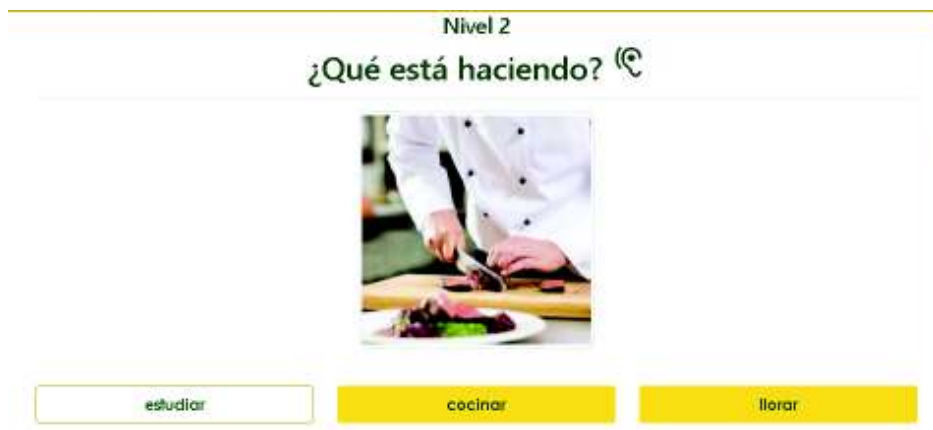 Nivel 2
¿Qué está haciendo?
estudiar
cocinar
llorar